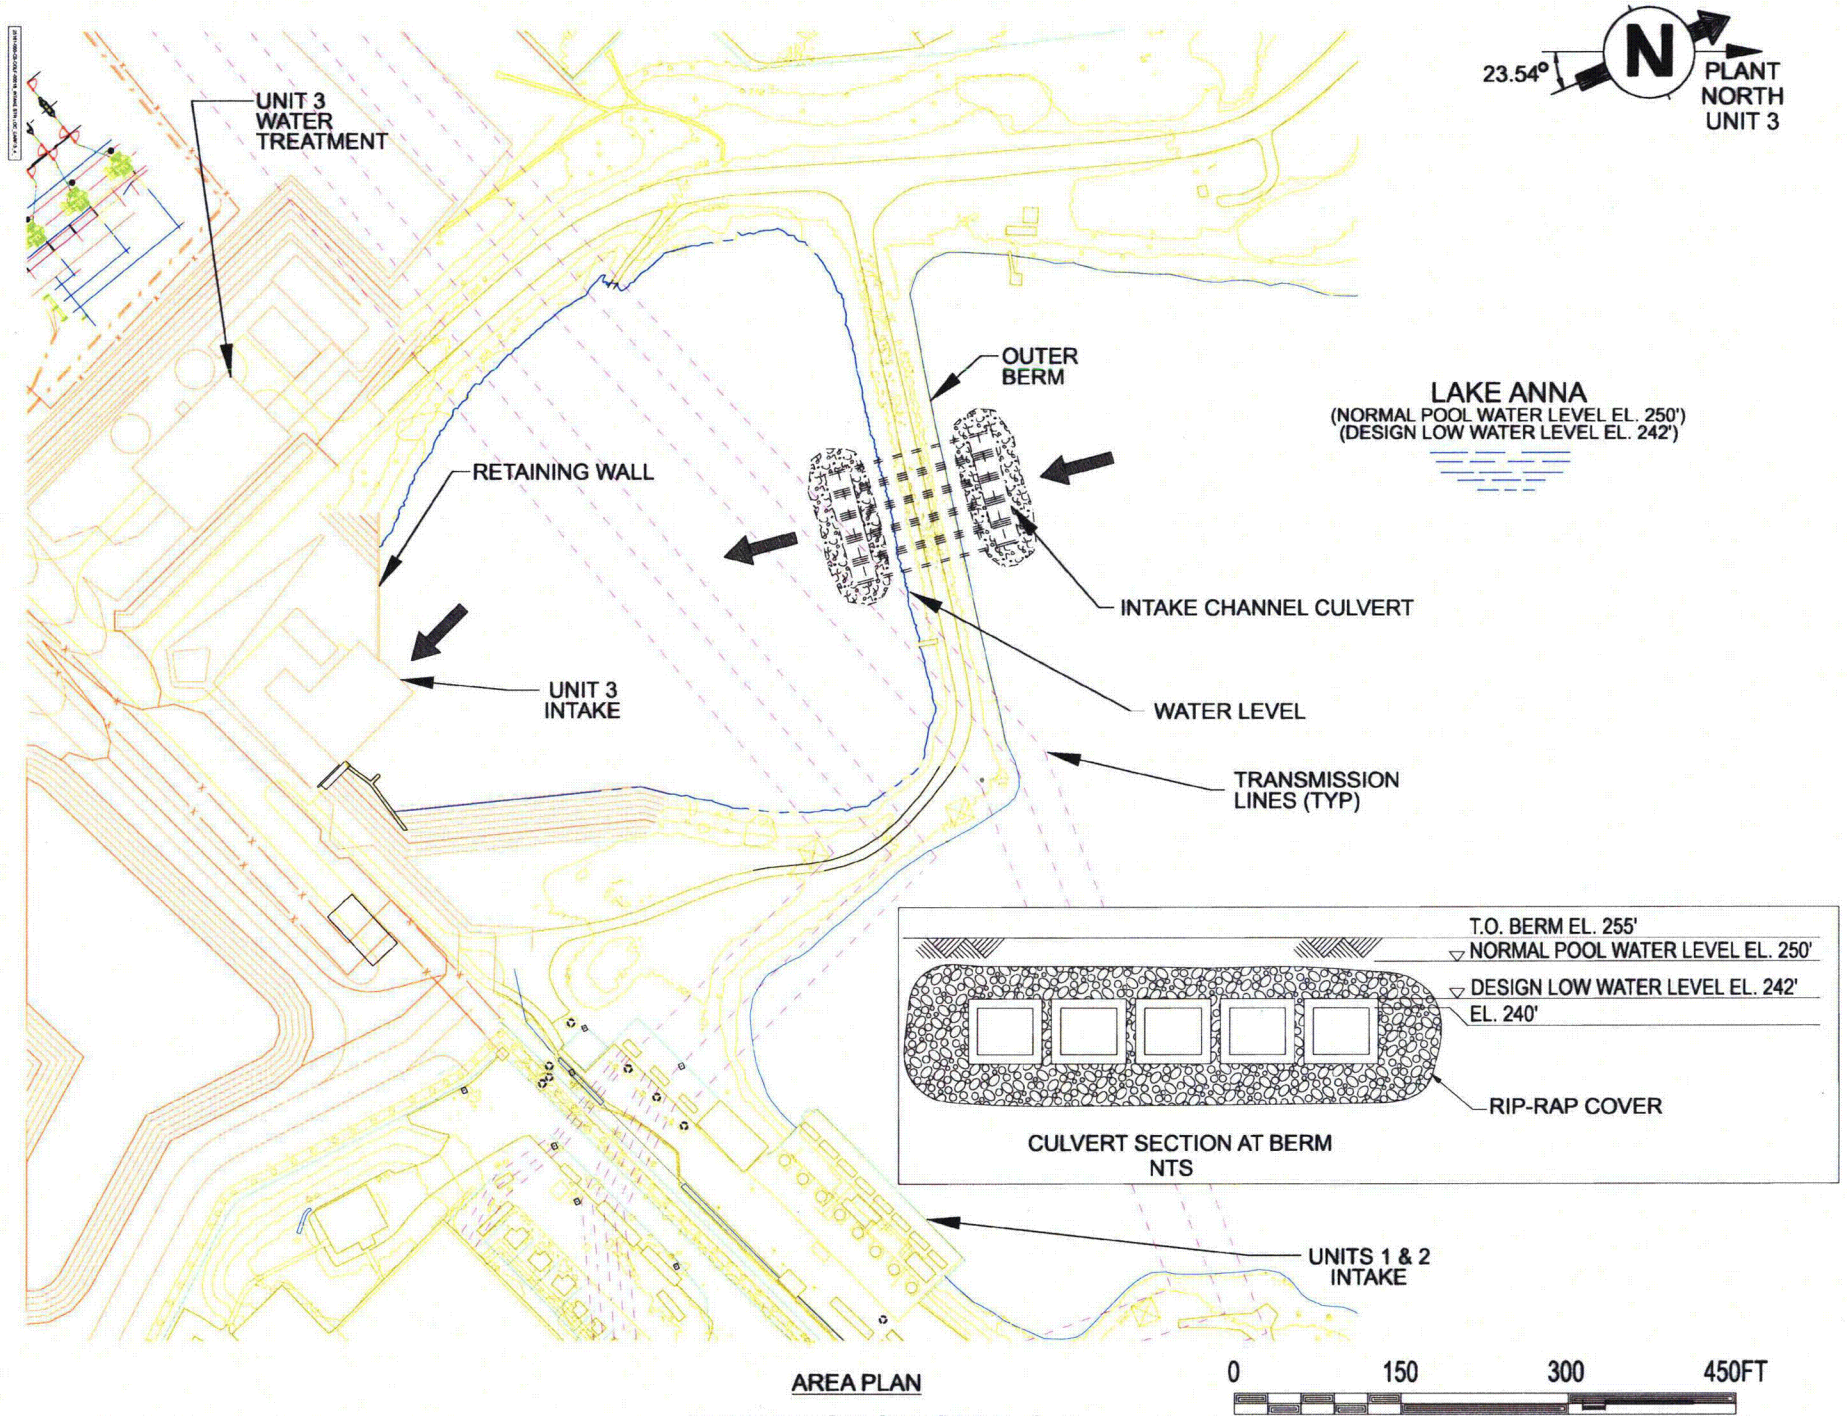 N
23.54°
PLANT
NORTH
UNIT 3
UNIT 3
WATER
TREATMENT
OUTER
BERM
LAKE ANNA
(NORMAL POOL WATER LEVEL EL. 250')
(DESIGN LOW WATER LEVEL EL. 242')
RETAINING WALL
INTAKE CHANNEL CULVERT
UNIT 3
INTAKE
WATER LEVEL
TRANSMISSION
LINES (TYP)
T.O. BERM EL. 255'
NORMAL POOL WATER LEVEL EL. 250'
DESIGN LOW WATER LEVEL EL. 242'
EL. 240'
RIP-RAP COVER
CULVERT SECTION AT BERM
NTS
UNITS 1 & 2
INTAKE
AREA PLAN
0 150 300 450FT